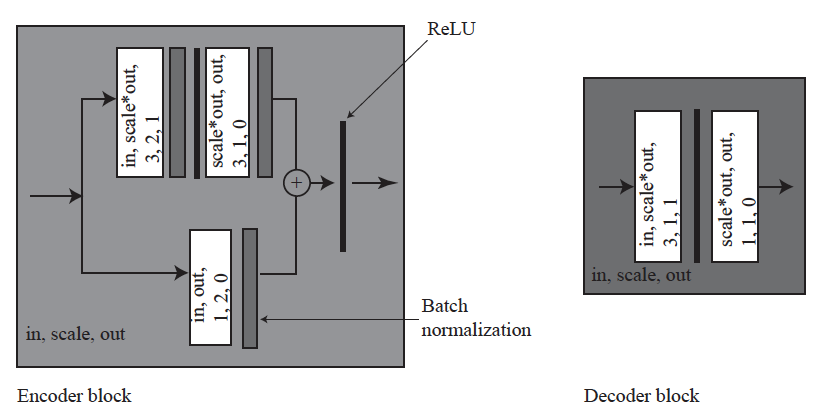 ReLU
in, scale*out,
3, 2, 1
scale*out, out,
3, 1, 0
+
in, out,
1, 2, 0
in, scale, out
Batch
normalization
Encoder block
in, scale*out,
3, 1, 1
scale*out, out,
1, 1, 0
in, scale, out
Decoder block